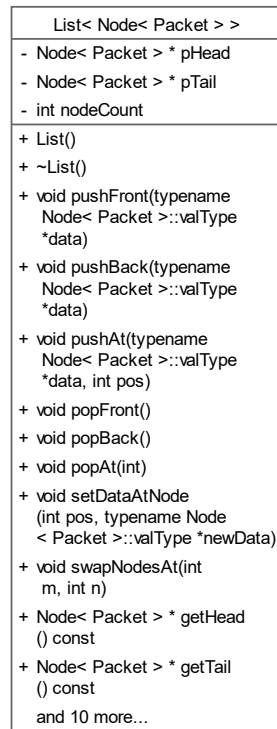 List< Node< Packet > >
- Node< Packet > * pHead
- Node< Packet > * pTail
- int nodeCount
+ List()
+ ~List()
+ void pushFront(typename
Node< Packet >::valType
*data)
+ void pushBack(typename
Node< Packet >::valType
*data)
+ void pushAt(typename
Node< Packet >::valType
*data, int pos)
+ void popFront()
+ void popBack()
+ void popAt(int)
+ void setDataAtNode
(int pos, typename Node
< Packet >::valType *newData)
+ void swapNodesAt(int
m, int n)
+ Node< Packet > * getHead
() const
+ Node< Packet > * getTail
() const
and 10 more...